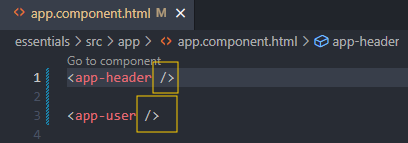 app.component.html M ×
essentials > src > app > app.component.html > app-header
Go to component
1 <app-header />
2
3 <app-user />
4